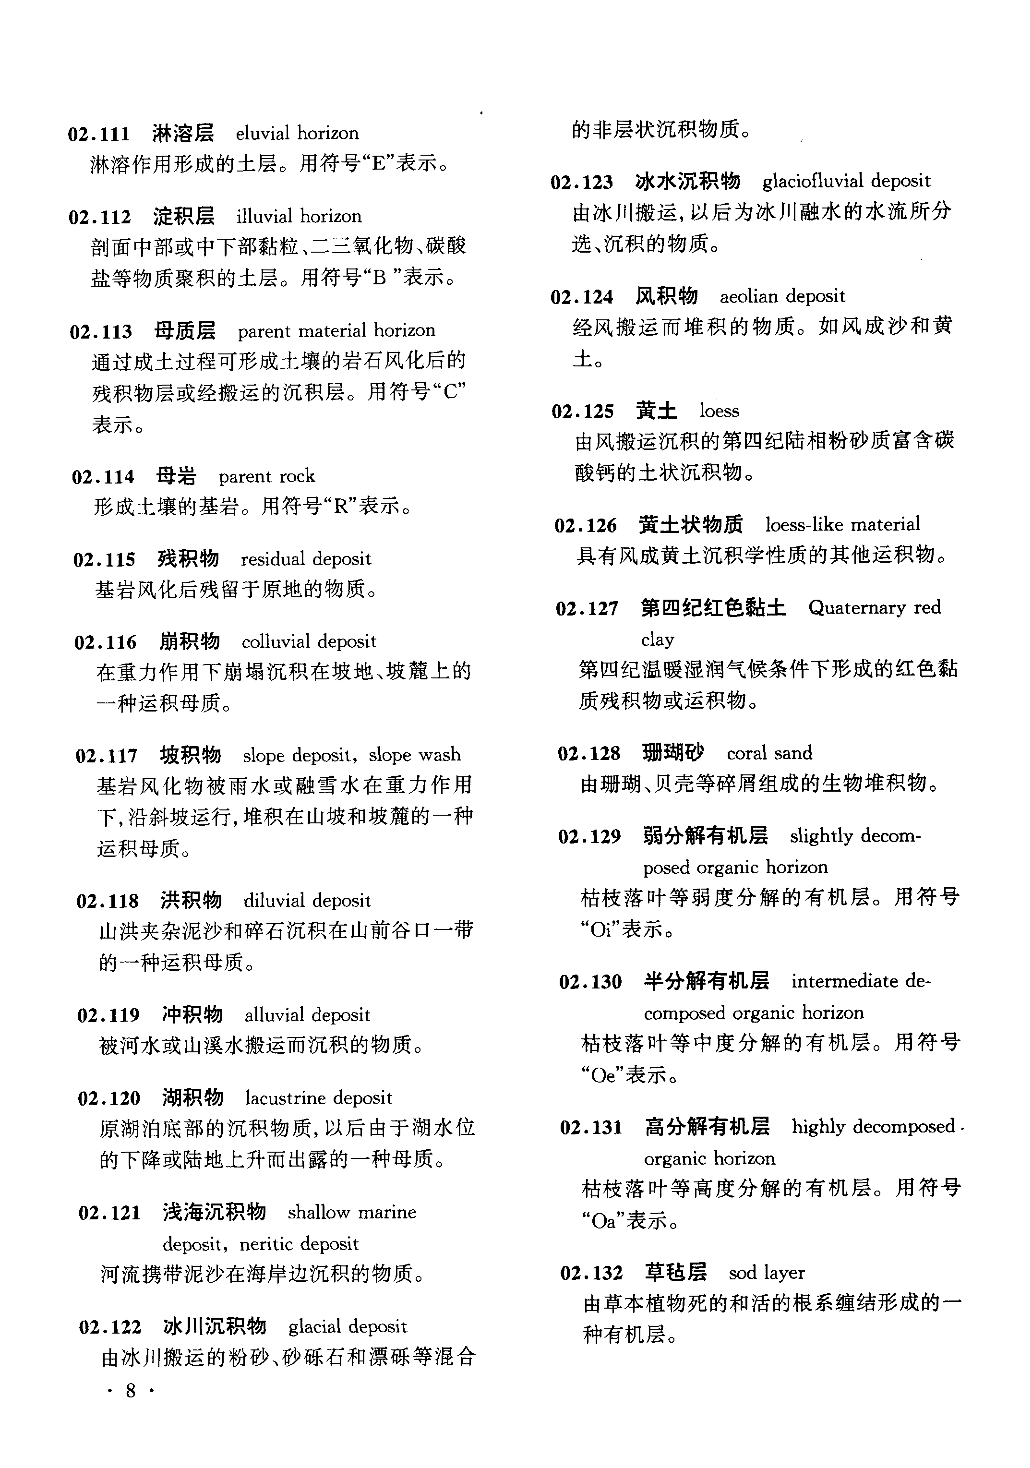 02.111 淋溶层 eluvial horizon
淋溶作用形成的土层。用符号“E”表示。
02.112 淀积层 illuvial horizon
剖面中部或中下部黏粒、二三氧化物、碳酸
盐等物质聚积的土层。用符号“B ”表示。
02.113 母质层 parent material horizon
通过成土过程可形成土壤的岩石风化后的
残积物层或经搬运的沉积层。用符号“C”
表示。
02.114 母岩 parent rock
形成土壤的基岩。用符号“R”表示。
02.115 残积物 residual deposit
基岩风化后残留于原地的物质。
02.116 崩积物 colluvial deposit
在重力作用下崩塌沉积在坡地、坡麓上的
一种运积母质。
02.117 坡积物 slope deposit, slope wash
基岩风化物被雨水或融雪水在重力作用
下,沿斜坡运行,堆积在山坡和坡麓的一种
运积母质。
02.118 洪积物 diluvial deposit
山洪夹杂泥沙和碎石沉积在山前谷口一带
的一种运积母质。
02.119 冲积物 alluvial deposit
被河水或山溪水搬运而沉积的物质。
02.120 湖积物 lacustrine deposit
原湖泊底部的沉积物质,以后由于湖水位
的下降或陆地上升而出露的一种母质。
02.121 浅海沉积物 shallow marine
deposit, neritic deposit
河流携带泥沙在海岸边沉积的物质。
02.122 冰川沉积物 glacial deposit
由冰川搬运的粉砂、砂砾石和漂砾等混合
· 8 ·
的非层状沉积物质。
02.123 冰水沉积物 glaciofluvial deposit
由冰川搬运,以后为冰川融水的水流所分
选、沉积的物质。
02.124 风积物 aeolian deposit
经风搬运而堆积的物质。如风成沙和黄
土。
02.125 黄土 loess
由风搬运沉积的第四纪陆相粉砂质富含碳
酸钙的土状沉积物。
02.126 黄土状物质 loess-like material
具有风成黄土沉积学性质的其他运积物。
02.127 第四纪红色黏土 Quaternary red
clay
第四纪温暖湿润气候条件下形成的红色黏
质残积物或运积物。
02.128 珊瑚砂 coral sand
由珊瑚、贝壳等碎屑组成的生物堆积物。
02.129 弱分解有机层 slightly decom-
posed organic horizon
枯枝落叶等弱度分解的有机层。用符号
“Oi”表示。
02.130 半分解有机层 intermediate de-
composed organic horizon
枯枝落叶等中度分解的有机层。用符号
“Oe”表示。
02.131 高分解有机层 highly decomposed
organic horizon
枯枝落叶等高度分解的有机层。用符号
“Oa”表示。
02.132 草毡层 sod layer
由草本植物死的和活的根系缠结形成的一
种有机层。